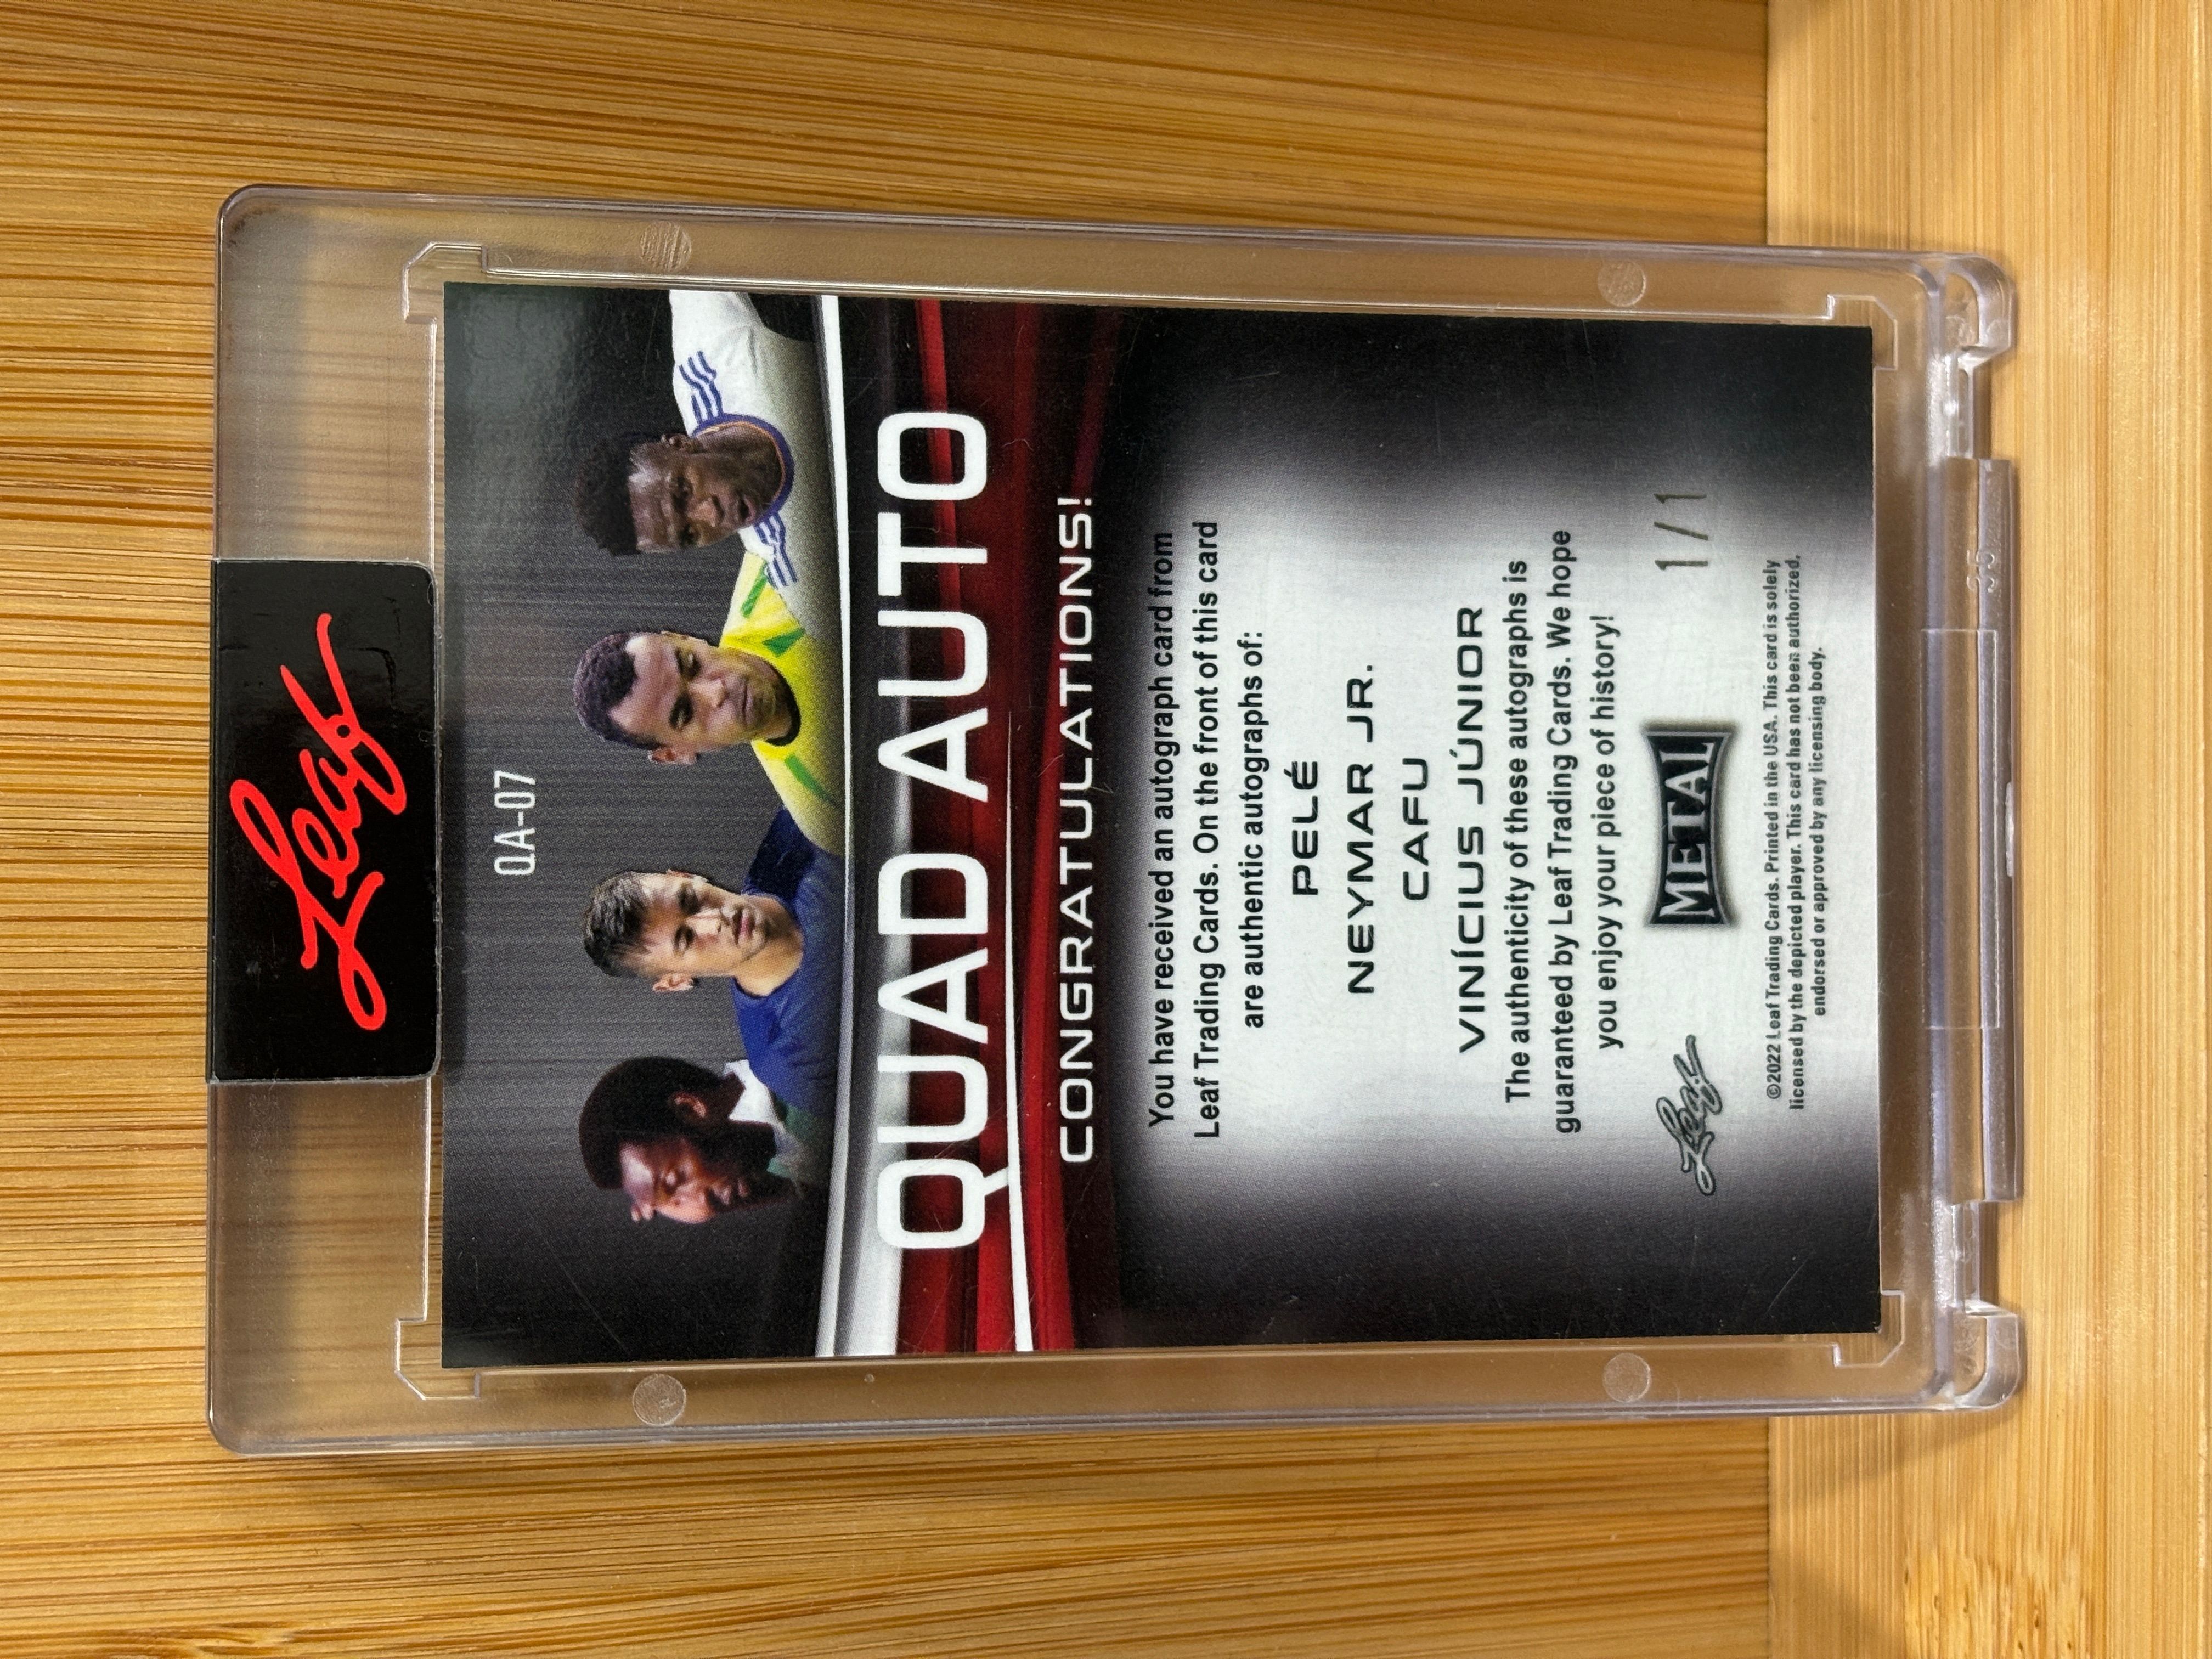 Leaf
QA-07
QUAD AUTO
CONGRATULATIONS!
You have received an autograph card from
Leaf Trading Cards. On the front of this card
are authentic autographs of:
PELÉ
NEYMAR JR.
CAFU
VINÍCIUS JÚNIOR
The authenticity of these autographs is
guaranteed by Leaf Trading Cards. We hope
you enjoy your piece of history!
Leaf
METAL
1/1
©2022 Leaf Trading Cards. Printed in the USA. This card is solely
licensed by the depicted player. This card has not been authorized,
endorsed or approved by any licensing body.
35